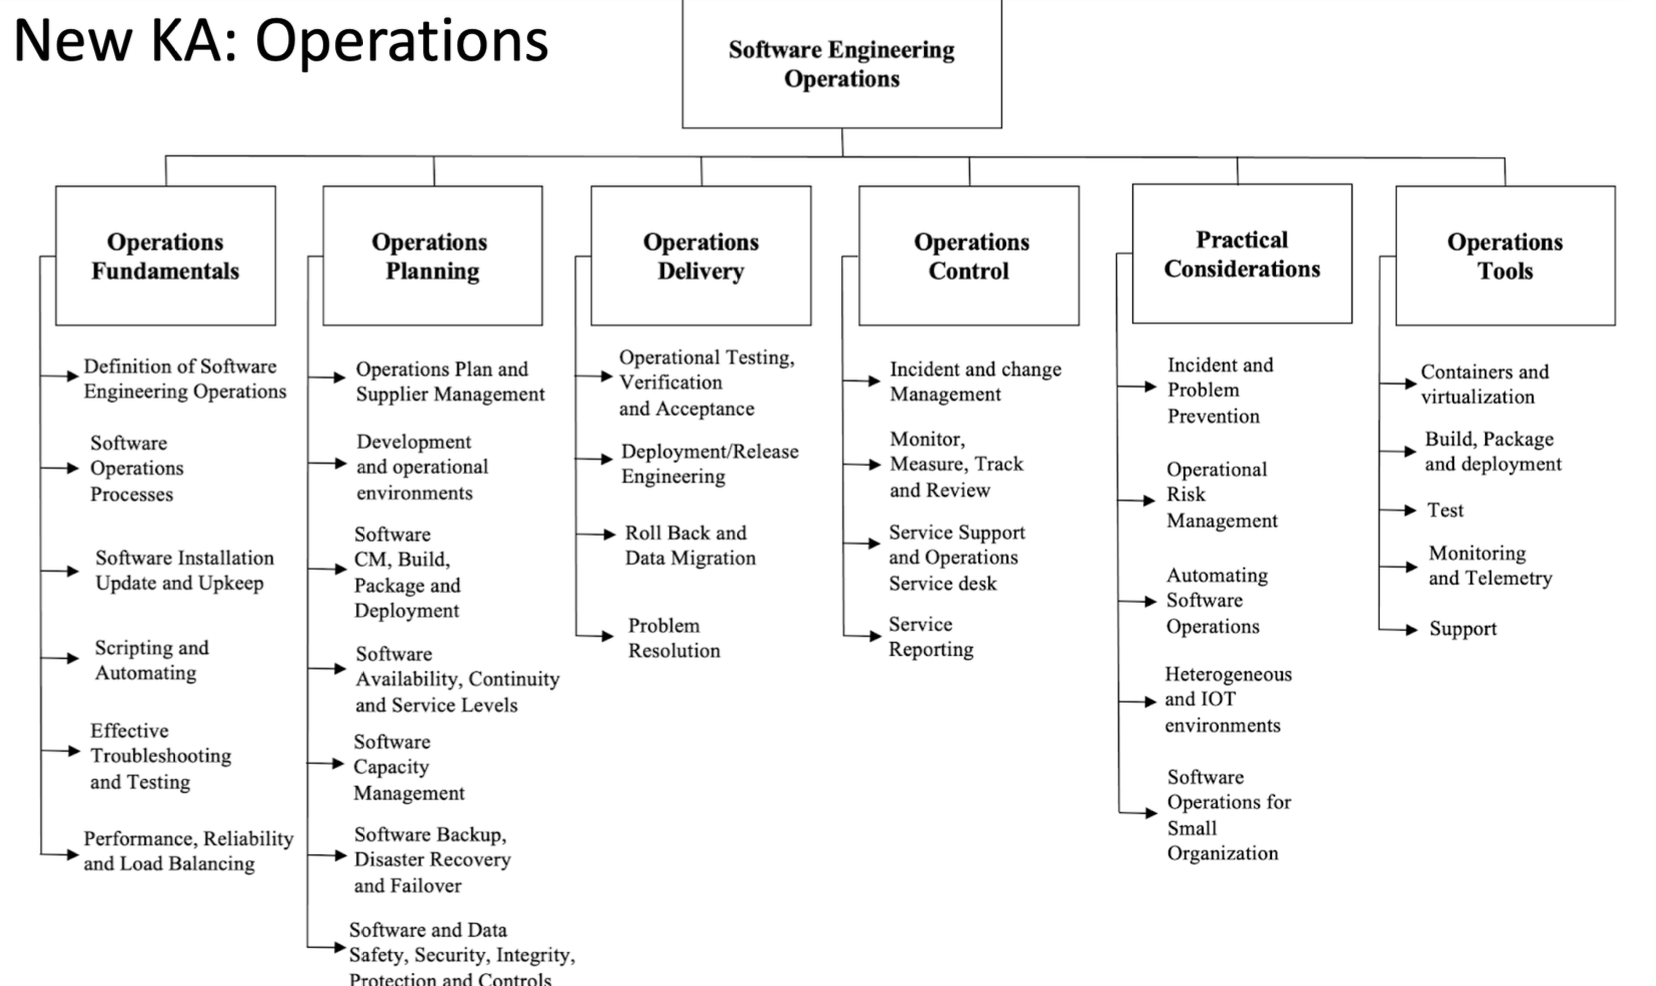 New KA: Operations
Software Engineering
Operations
Operations
Fundamentals
Definition of Software
Engineering Operations
Software
Operations
Processes
Software Installation
Update and Upkeep
Scripting and
Automating
Effective
Troubleshooting
and Testing
Performance, Reliability
and Load Balancing
Operations
Planning
Operations Plan and
Supplier Management
Development
and operational
environments
Software
CM, Build,
Package and
Deployment
Software
Availability, Continuity
and Service Levels
Software
Capacity
Management
Software Backup,
Disaster Recovery
and Failover
Software and Data
Safety, Security, Integrity,
Protection and Controls
Operations
Delivery
Operational Testing,
Verification
and Acceptance
Deployment/Release
Engineering
Roll Back and
Data Migration
Problem
Resolution
Operations
Control
Incident and change
Management
Monitor,
Measure, Track
and Review
Service Support
and Operations
Service desk
Service
Reporting
Practical
Considerations
Incident and
Problem
Prevention
Operational
Risk
Management
Automating
Software
Operations
Heterogeneous
and IOT
environments
Software
Operations for
Small
Organization
Operations
Tools
Containers and
virtualization
Build, Package
and deployment
Test
Monitoring
and Telemetry
Support